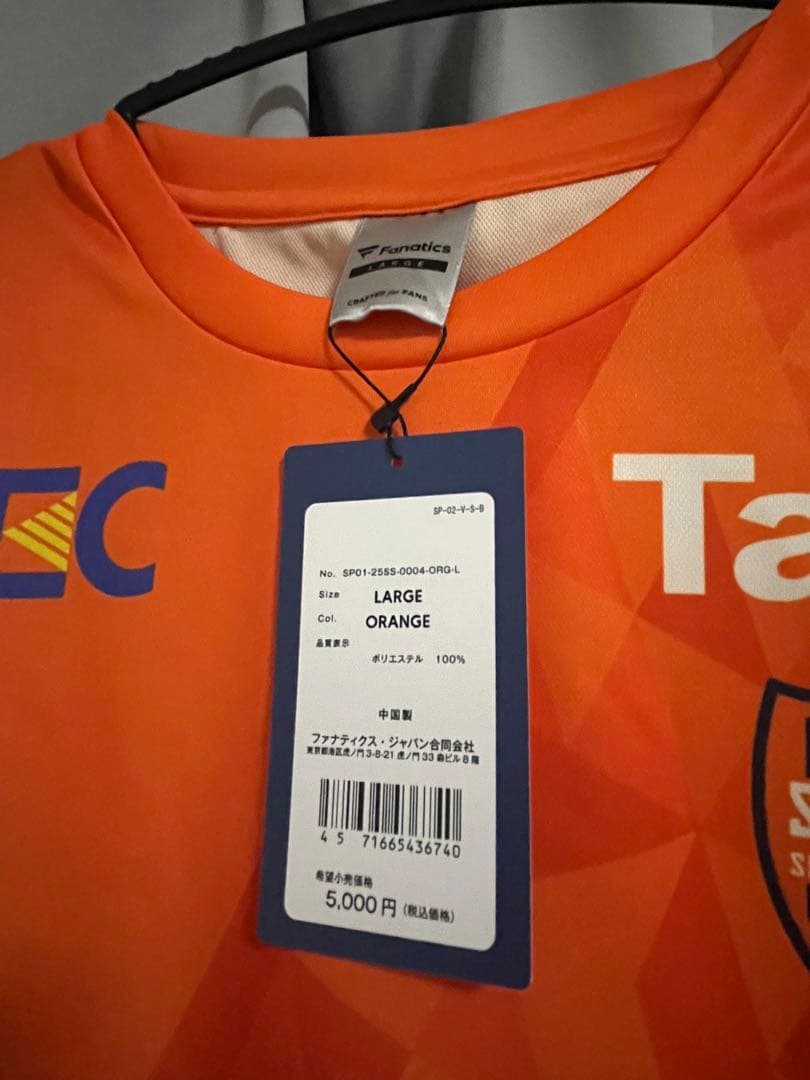 Fanatics
LARGE
CRAFTED for FANS
EC
Ta
SP-02-V-S-B
No. SP01-25SS-0004-ORG-L
Size LARGE
Col. ORANGE
品質表示
ポリエステル 100%
中国製
ファナティクス・ジャパン合同会社
東京都港区虎ノ門3-8-21 虎ノ門33森ビル8階
4571665436740
希望小売価格
5,000円(税込価格)